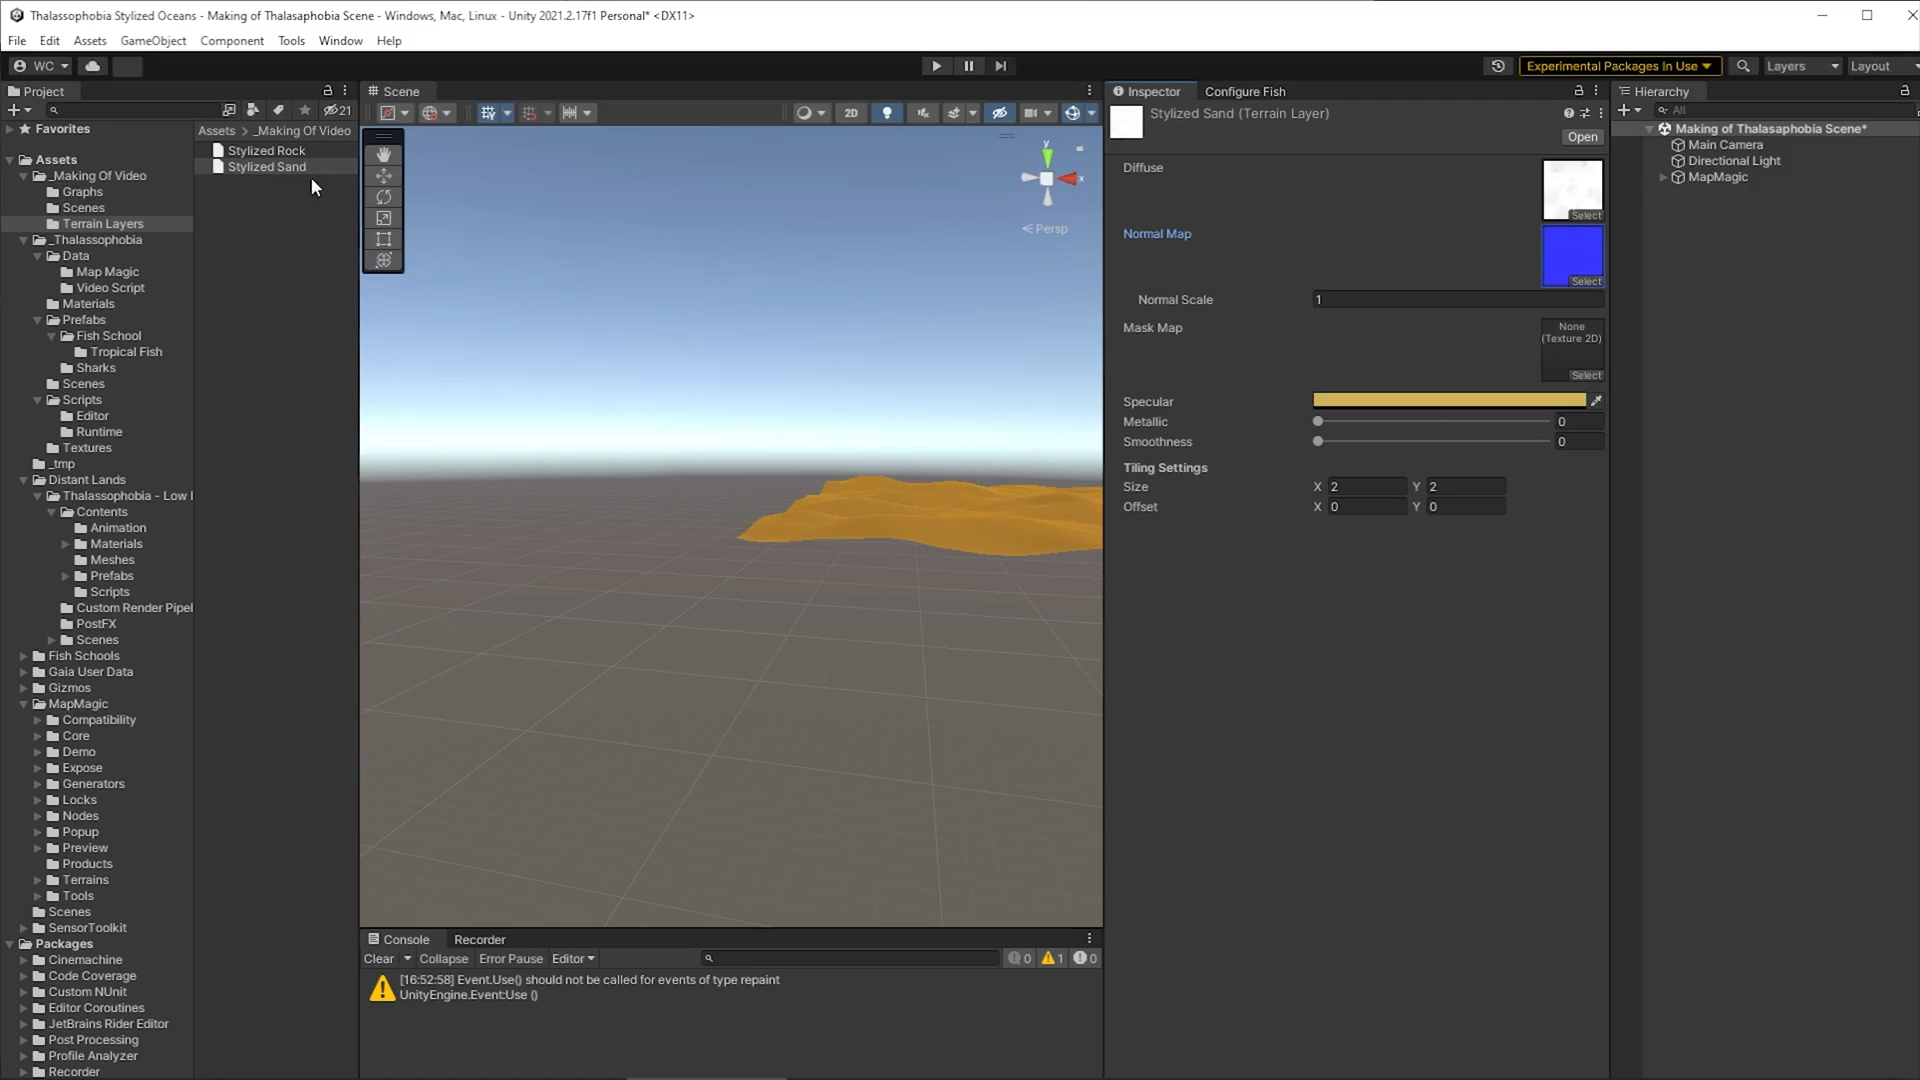 Thalassophobia Stylized Oceans - Making of Thalasaphobia Scene - Windows, Mac, Linux - Unity 2021.2.17f1 Personal* <DX11>
File Edit Assets GameObject Component Tools Window Help
WC
Experimental Packages In Use
Layers
Layout
Project
21
Favorites
Assets
_Making Of Video
Graphs
Scenes
Terrain Layers
_Thalassophobia
Data
Map Magic
Video Script
Materials
Prefabs
Fish School
Tropical Fish
Sharks
Scenes
Scripts
Editor
Runtime
Textures
_tmp
Distant Lands
Thalassophobia - Low
Contents
Animation
Materials
Meshes
Prefabs
Scripts
Custom Render Pipel
PostFX
Scenes
Fish Schools
Gaia User Data
Gizmos
MapMagic
Compatibility
Core
Demo
Expose
Generators
Locks
Nodes
Popup
Preview
Products
Terrains
Tools
Scenes
SensorToolkit
Packages
Cinemachine
Code Coverage
Custom NUnit
Editor Coroutines
JetBrains Rider Editor
Post Processing
Profile Analyzer
Recorder
Assets > _Making Of Video
Stylized Rock
Stylized Sand
Scene
2D
y
x
< Persp
Console Recorder
Clear Collapse Error Pause Editor
0 1 0
[16:52:58] Event.Use() should not be called for events of type repaint
UnityEngine.Event:Use ()
Inspector Configure Fish
Stylized Sand (Terrain Layer)
Open
Diffuse
Select
Normal Map
Select
Normal Scale 1
Mask Map
None
(Texture 2D)
Select
Specular
Metallic 0
Smoothness 0
Tiling Settings
Size X 2 Y 2
Offset X 0 Y 0
Hierarchy
All
Making of Thalasaphobia Scene*
Main Camera
Directional Light
MapMagic